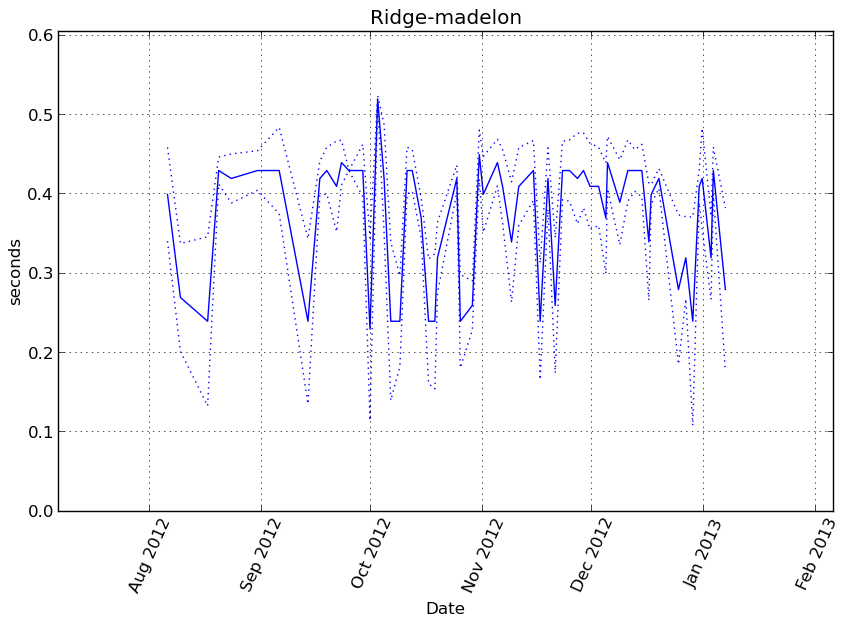 Ridge-madelon
0.6
0.5
0.4
0.3
0.2
0.1
0.0
seconds
Aug 2012
Sep 2012
Oct 2012
Nov 2012
Dec 2012
Jan 2013
Feb 2013
Date